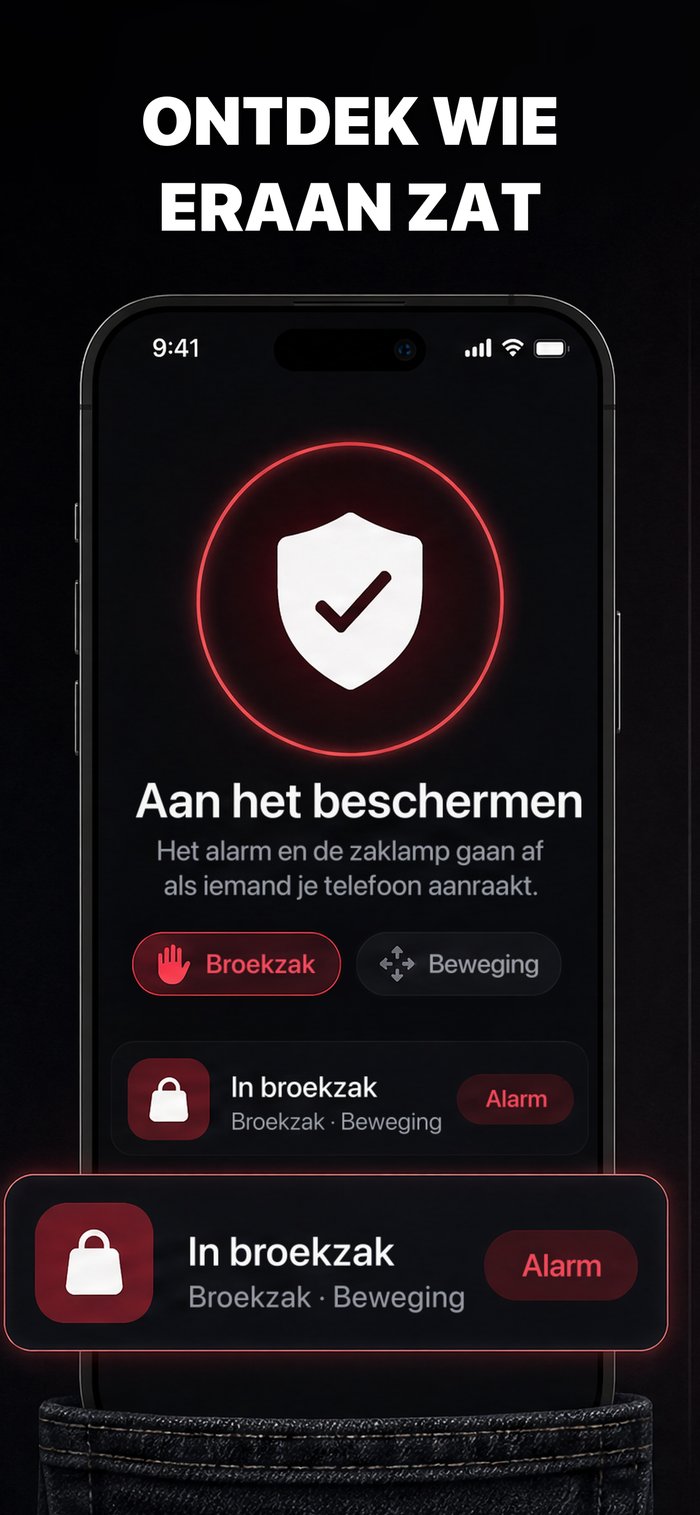 ONTDEK WIE
ERAAN ZAT
9:41
Aan het beschermen
Het alarm en de zaklamp gaan af
als iemand je telefoon aanraakt.
Broekzak
Beweging
In broekzak
Broekzak · Beweging
Alarm
In broekzak
Broekzak · Beweging
Alarm